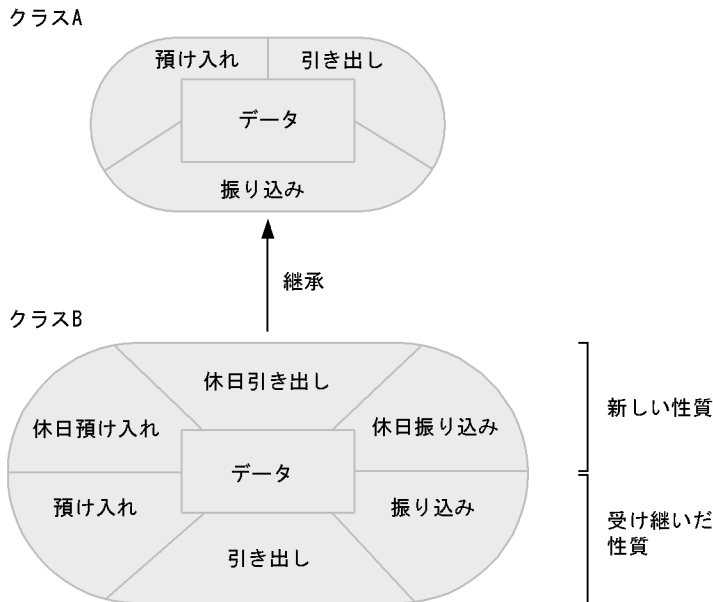 クラスA
預け入れ
引き出し
データ
振り込み
継承
クラスB
休日引き出し
休日預け入れ
休日振り込み
データ
預け入れ
振り込み
引き出し
新しい性質
受け継いだ
性質